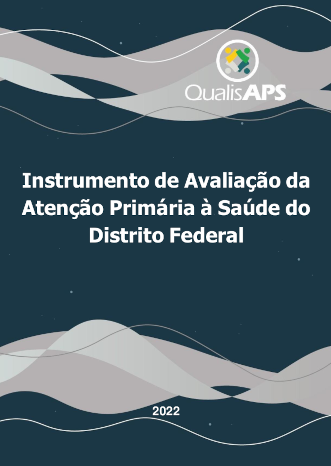 QualisAPS
Instrumento de Avaliação da
Atenção Primária à Saúde do
Distrito Federal
2022